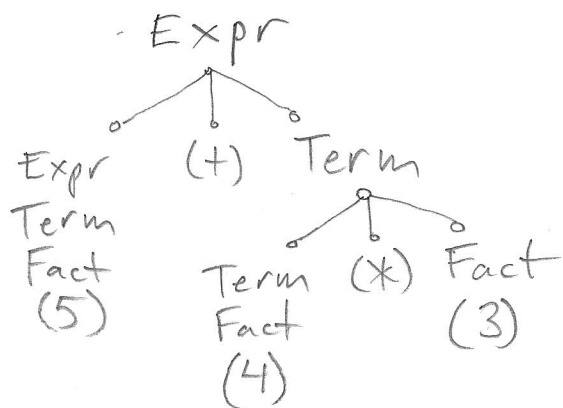 Expr
Expr (+) Term
Term
Fact
(5)
Term (*) Fact
Fact (3)
(4)